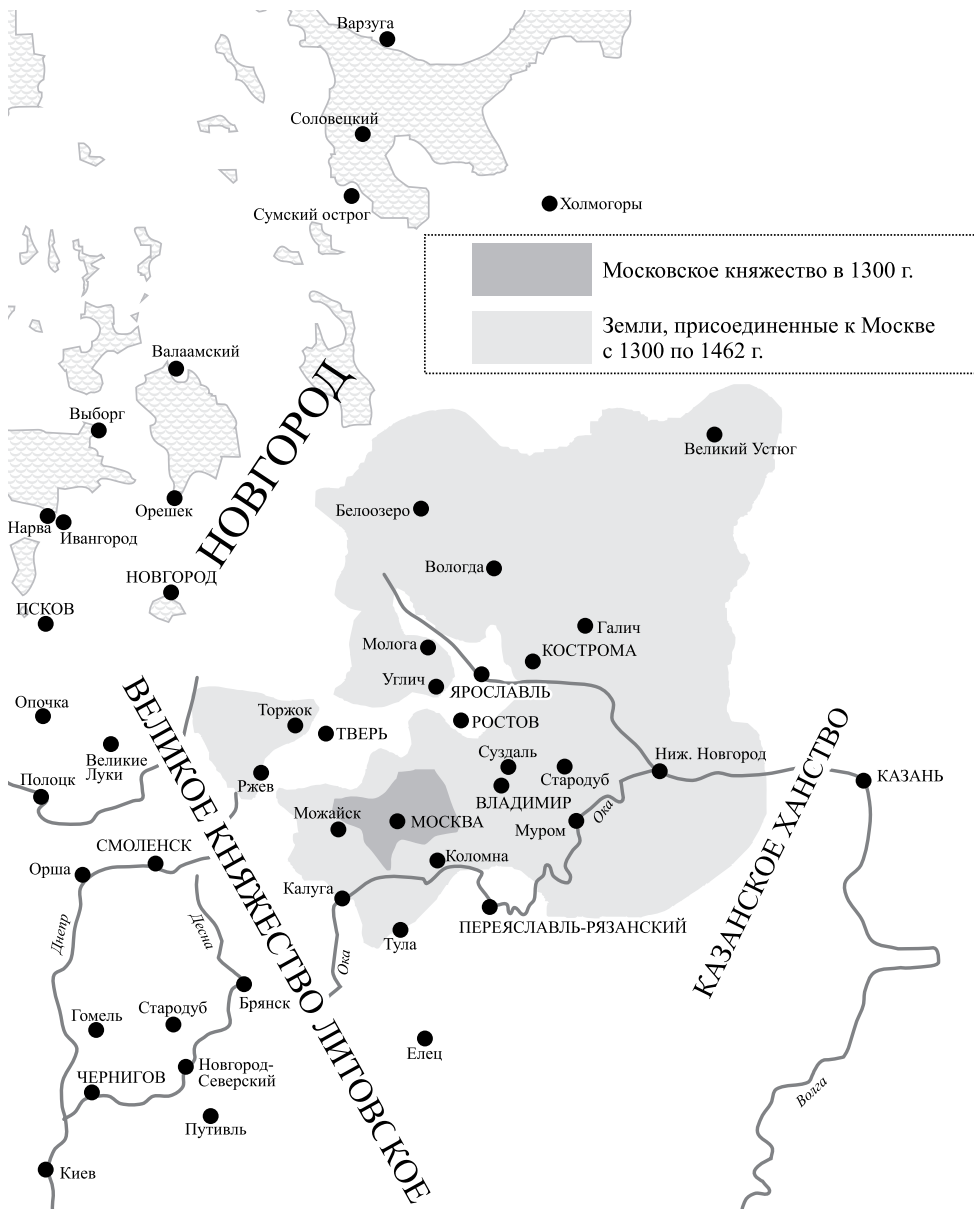 Варзуга
Соловецкий
Сумский острог
Холмогоры
Московское княжество в 1300 г.
Земли, присоединенные к Москве
с 1300 по 1462 г.
Валаамский
Выборг
НОВГОРОД
Великий Устюг
Орешек
Белоозеро
Нарва
Ивангород
Вологда
НОВГОРОД
ПСКОВ
Галич
Молога
КОСТРОМА
Углич
ЯРОСЛАВЛЬ
Опочка
Торжок
РОСТОВ
ТВЕРЬ
Великие
Луки
Суздаль
Ниж. Новгород
Полоцк
Ржев
Стародуб
КАЗАНЬ
ВЛАДИМИР
Можайск
МОСКВА
Муром
Ока
СМОЛЕНСК
Коломна
Орша
Калуга
ПЕРЕЯСЛАВЛЬ-РЯЗАНСКИЙ
КАЗАНСКОЕ ХАНСТВО
ВЕЛИКОЕ КНЯЖЕСТВО ЛИТОВСКОЕ
Днепр
Десна
Тула
Ока
Брянск
Стародуб
Гомель
Елец
Новгород-
Северский
ЧЕРНИГОВ
Волга
Путивль
Киев